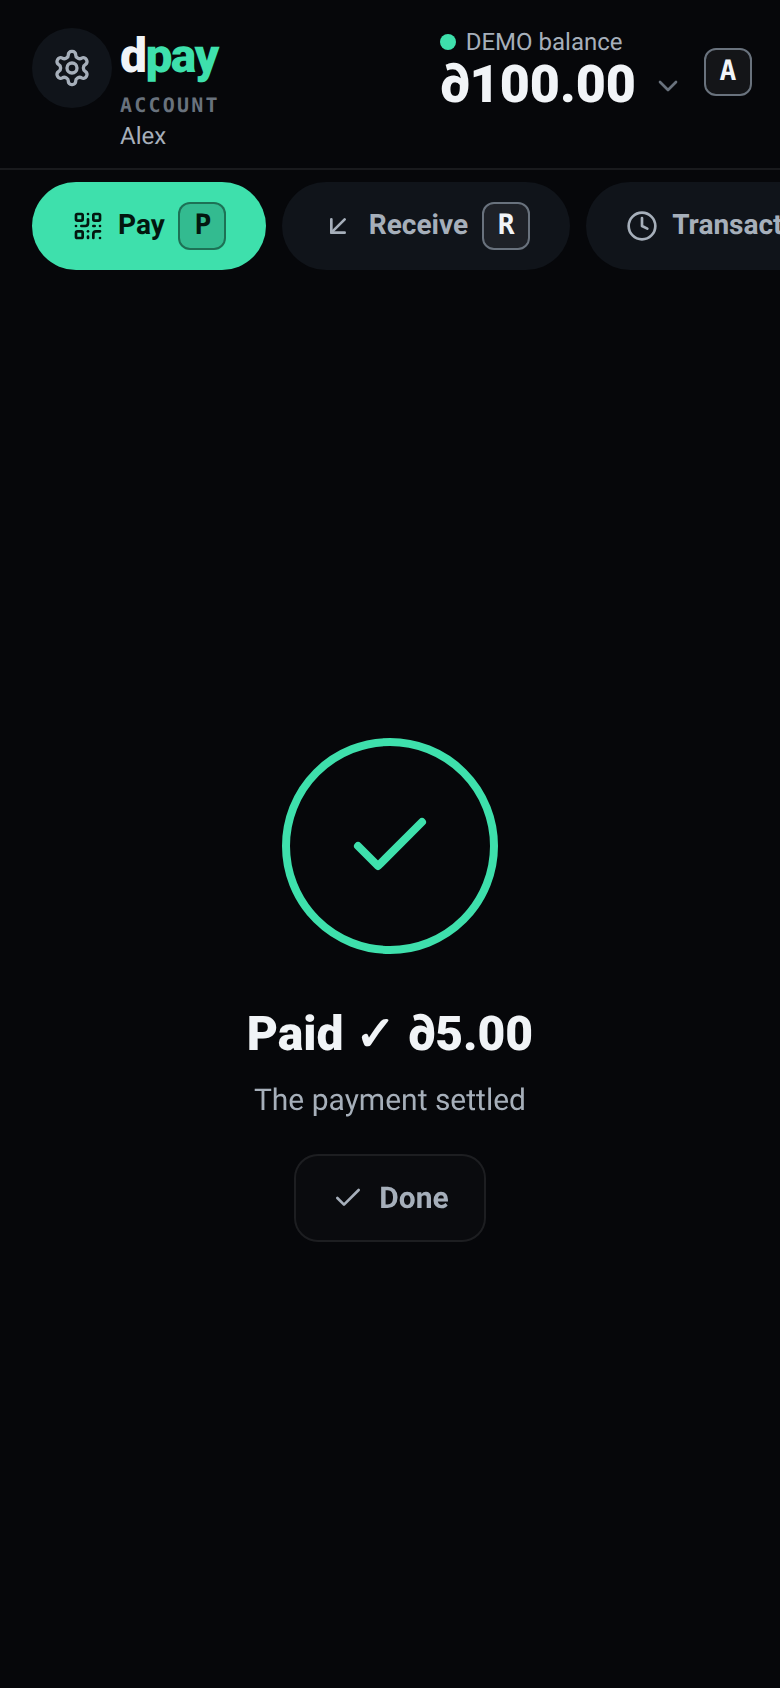 dpay
ACCOUNT
Alex
DEMO balance
∂100.00
A
Pay P
Receive R
Transact
Paid ✓ ∂5.00
The payment settled
Done